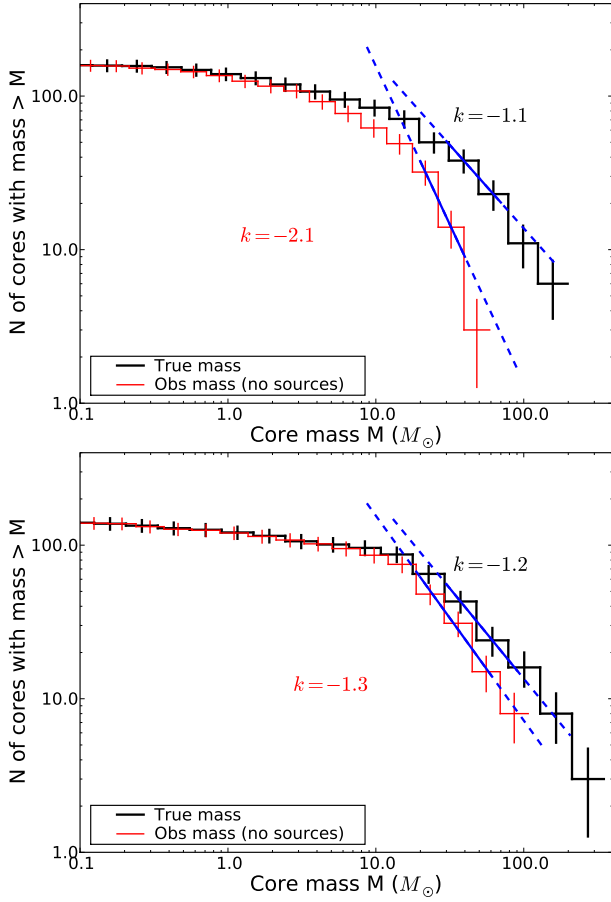 N of cores with mass > M
100.0
10.0
1.0
k=−1.1
k=−2.1
True mass
Obs mass (no sources)
0.1
1.0
10.0
100.0
Core mass M (M⊙)
N of cores with mass > M
100.0
10.0
1.0
k=−1.2
k=−1.3
True mass
Obs mass (no sources)
0.1
1.0
10.0
100.0
Core mass M (M⊙)